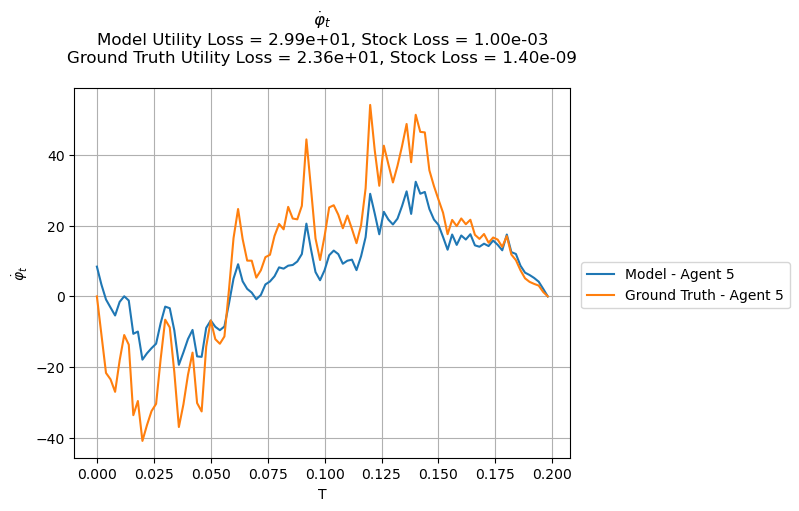 φ̇ₜ
Model Utility Loss = 2.99e+01, Stock Loss = 1.00e-03
Ground Truth Utility Loss = 2.36e+01, Stock Loss = 1.40e-09
φ̇ₜ
40
20
0
−20
−40
0.000 0.025 0.050 0.075 0.100 0.125 0.150 0.175 0.200
T
Model - Agent 5
Ground Truth - Agent 5